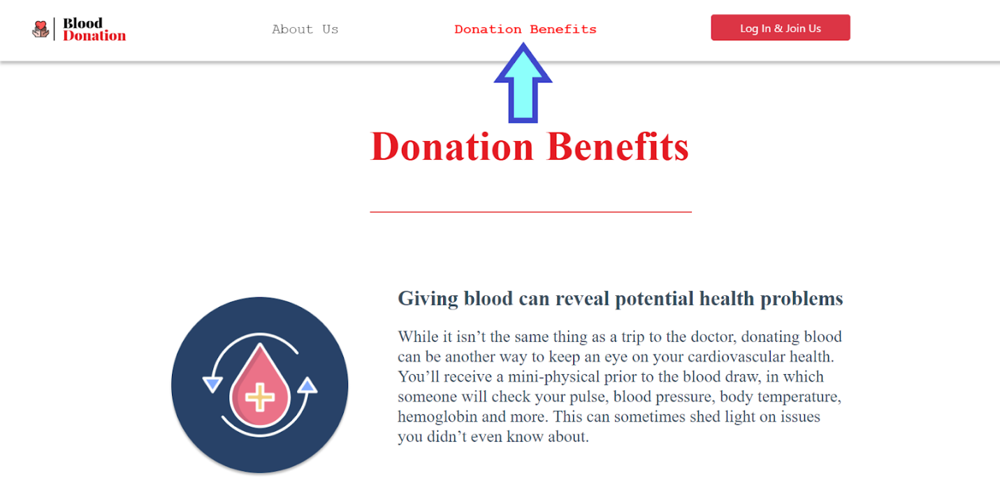 Blood
Donation
About Us
Donation Benefits
Log In & Join Us
Donation Benefits
Giving blood can reveal potential health problems
While it isn’t the same thing as a trip to the doctor, donating blood
can be another way to keep an eye on your cardiovascular health.
You’ll receive a mini-physical prior to the blood draw, in which
someone will check your pulse, blood pressure, body temperature,
hemoglobin and more. This can sometimes shed light on issues
you didn’t even know about.